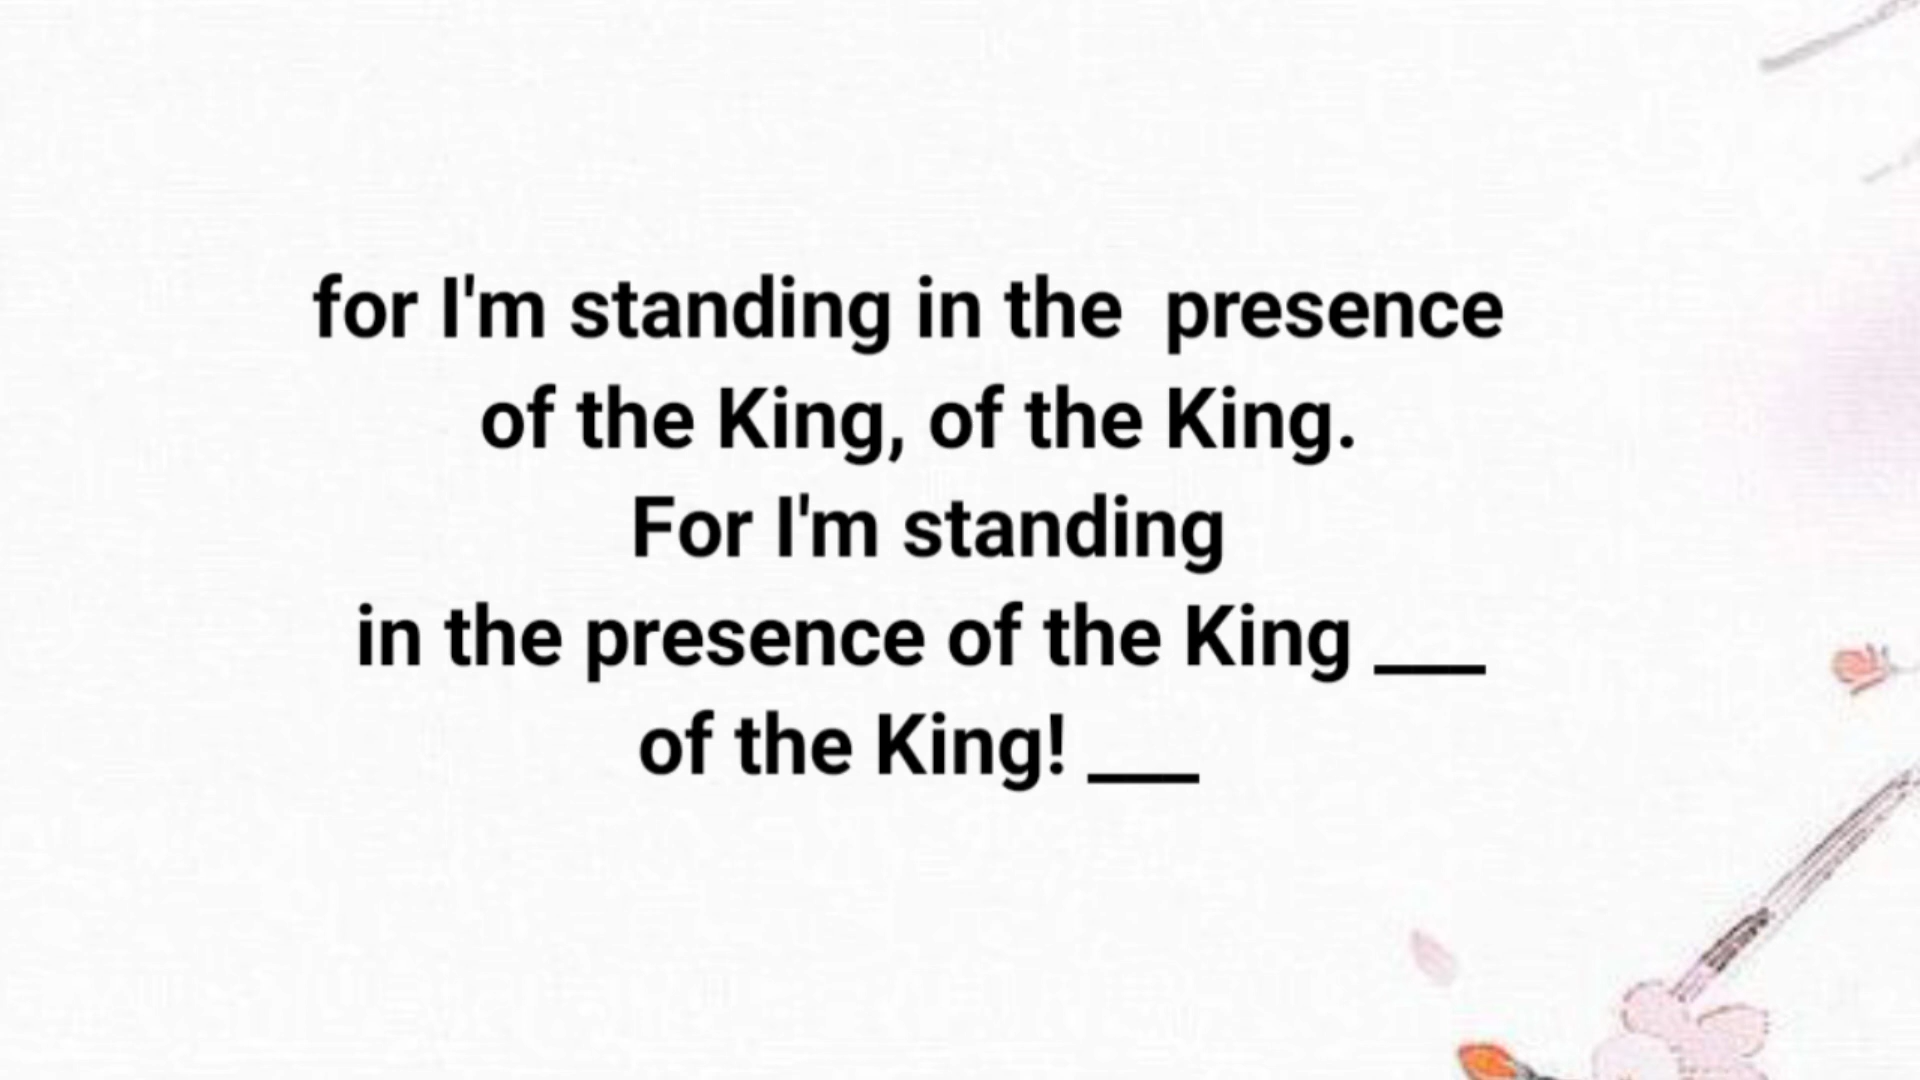 for I'm standing in the  presence
of the King, of the King.
For I'm standing
in the presence of the King ___
of the King! ___